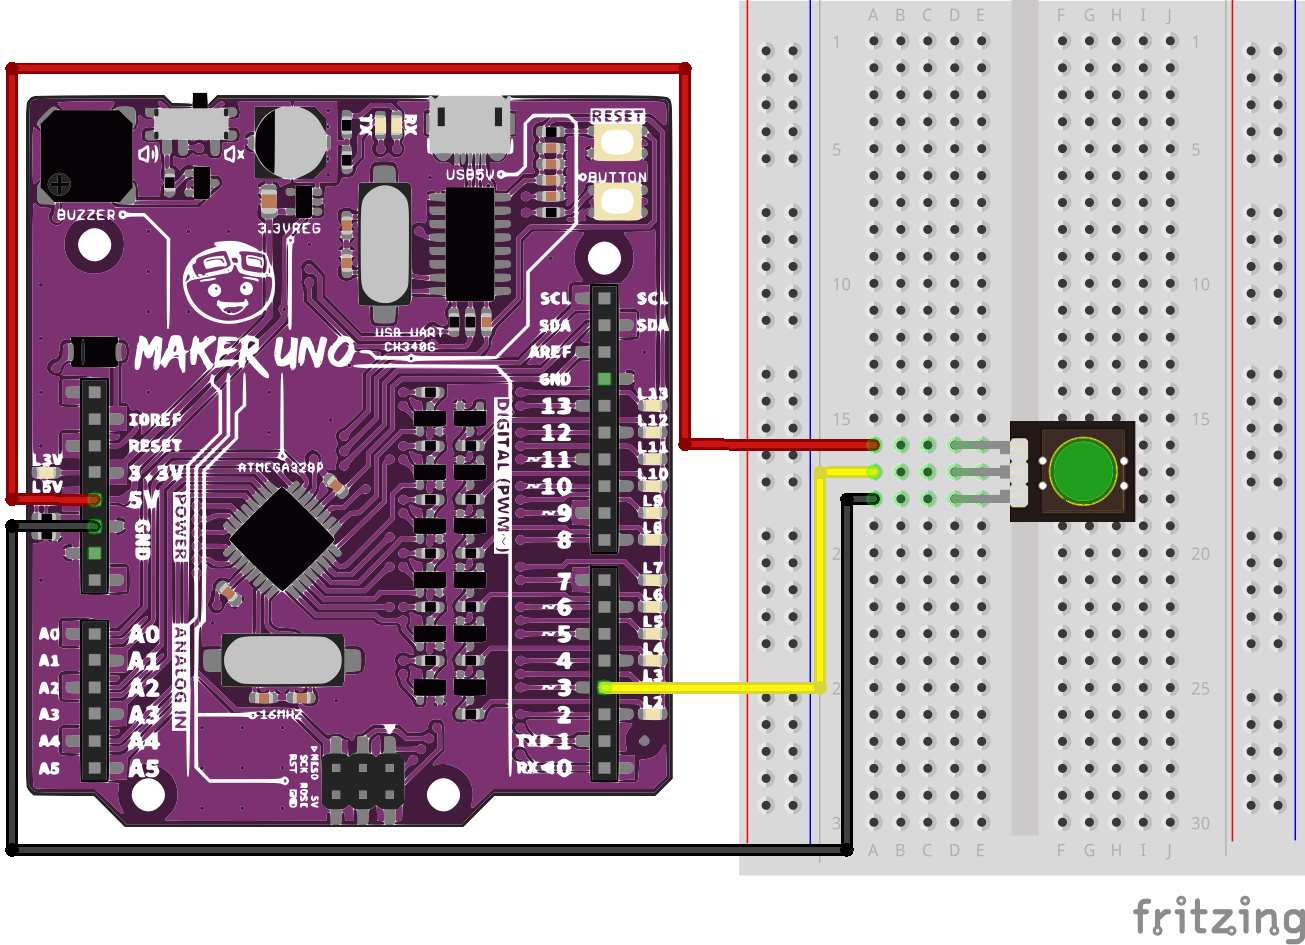 A B C D E F G H I J
1 1
5 5
10 10
15 15
2 20
2 25
3 30
A B C D E F G H I J
TX RX
RESET
USB5V
BUTTON
BUZZER
3.3VREG
MAKER UNO
USB UART
CH340G
SCL SCL
SDA SDA
AREF
GND
13 L13
12 L12
~11 L11
~10 L10
~9 L9
8 L8
7 L7
~6 L6
~5 L5
4 L4
~3 L3
2 L2
TX▶1
RX◀0
DIGITAL (PWM~)
IOREF
RESET
3.3V
5V
GND
L3V
L5V
POWER
ATMEGA328P
ANALOG IN
A0 A0
A1 A1
A2 A2
A3 A3
A4 A4
A5 A5
16MHZ
MISO
SCK
RST
5V
MOSI
GND
fritzing